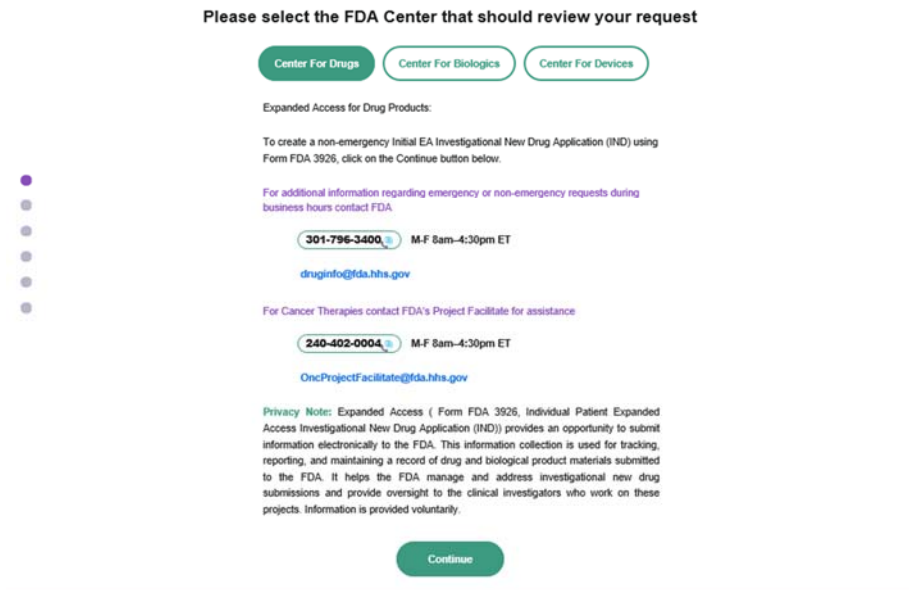 Please select the FDA Center that should review your request
Center For Drugs
Center For Biologics
Center For Devices
Expanded Access for Drug Products:
To create a non-emergency Initial EA Investigational New Drug Application (IND) using
Form FDA 3926, click on the Continue button below.
For additional information regarding emergency or non-emergency requests during
business hours contact FDA
301-796-3400 M-F 8am–4:30pm ET
druginfo@fda.hhs.gov
For Cancer Therapies contact FDA's Project Facilitate for assistance
240-402-0004 M-F 8am–4:30pm ET
OncProjectFacilitate@fda.hhs.gov
Privacy Note: Expanded Access ( Form FDA 3926, Individual Patient Expanded
Access Investigational New Drug Application (IND)) provides an opportunity to submit
information electronically to the FDA. This information collection is used for tracking,
reporting, and maintaining a record of drug and biological product materials submitted
to the FDA. It helps the FDA manage and address investigational new drug
submissions and provide oversight to the clinical investigators who work on these
projects. Information is provided voluntarily.
Continue